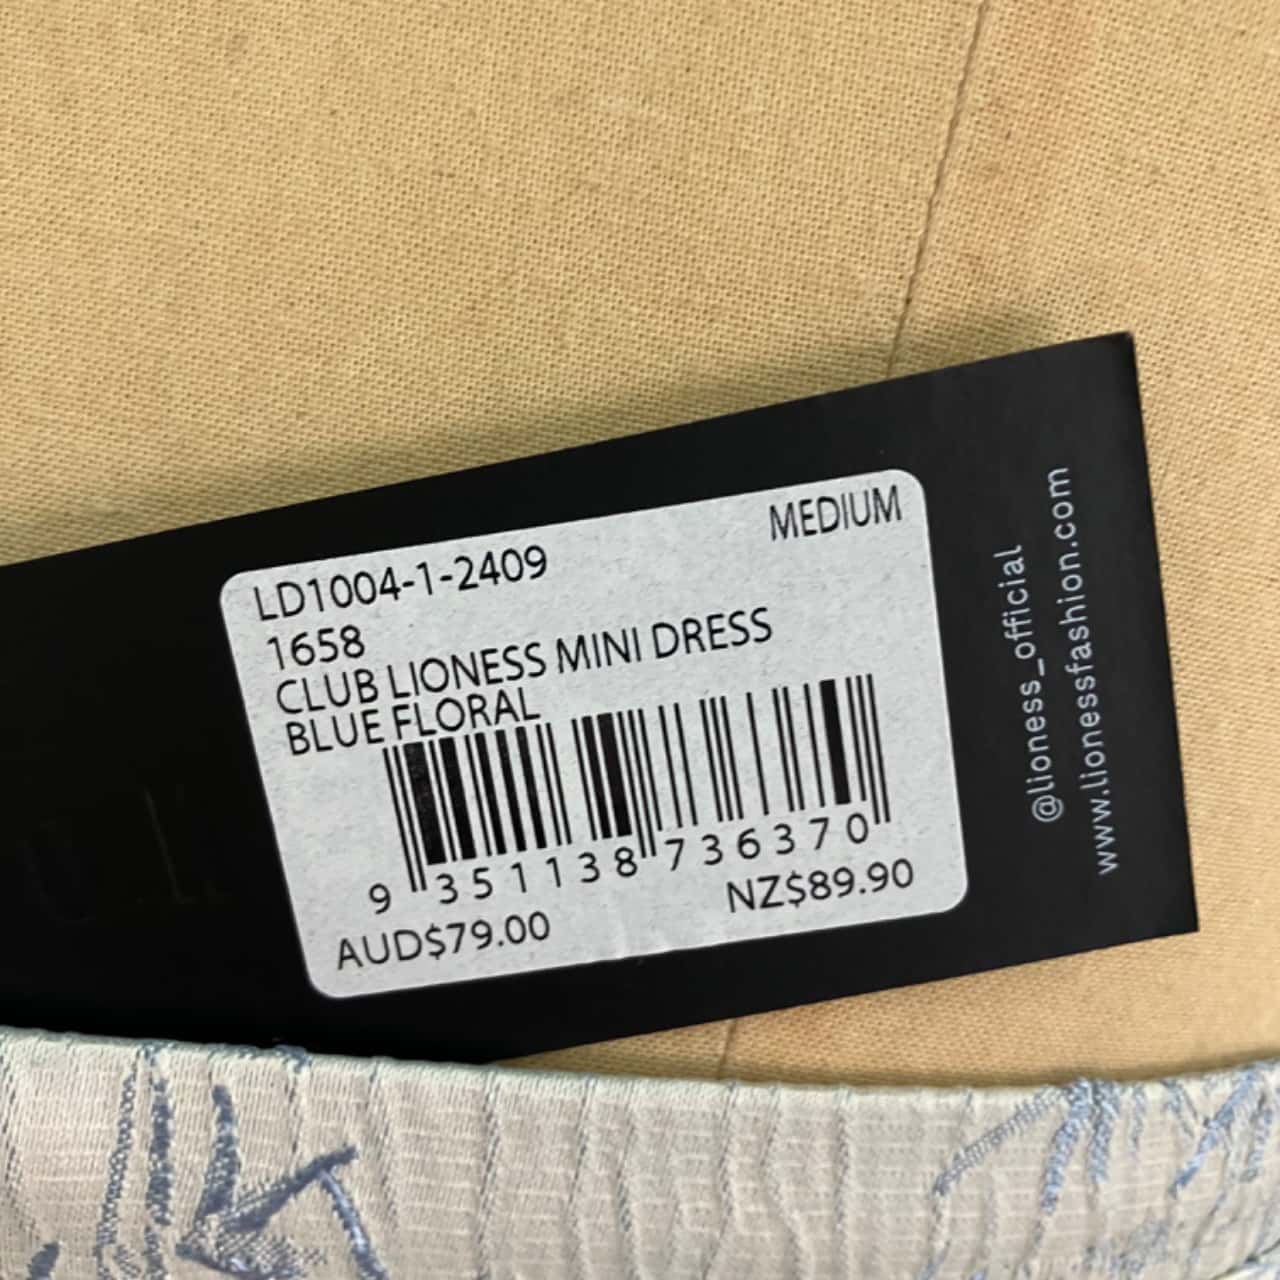 LD1004-1-2409
MEDIUM
1658
CLUB LIONESS MINI DRESS
BLUE FLORAL
9 351138 736370
AUD$79.00
NZ$89.90
@lioness_official
www.lionessfashion.com